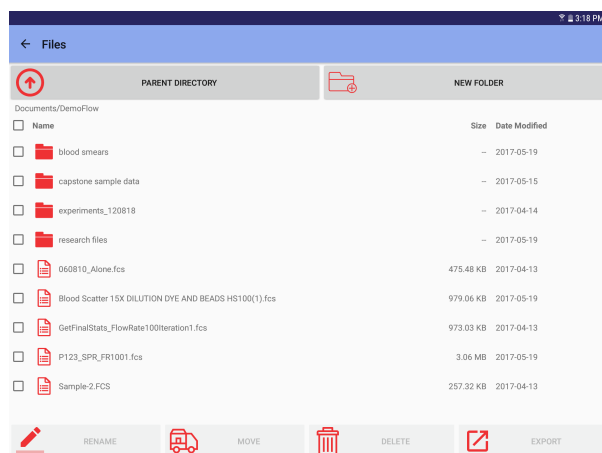 3:18 PM
Files
PARENT DIRECTORY NEW FOLDER
Documents/DemoFlow
Name Size Date Modified
blood smears -- 2017-05-19
capstone sample data -- 2017-05-15
experiments_120818 -- 2017-04-14
research files -- 2017-05-19
060810_Alone.fcs 475.48 KB 2017-04-13
Blood Scatter 15X DILUTION DYE AND BEADS HS100(1).fcs 979.06 KB 2017-05-19
GetFinalStats_FlowRate100Iteration1.fcs 973.03 KB 2017-04-13
P123_SPR_FR1001.fcs 3.06 MB 2017-05-19
Sample-2.FCS 257.32 KB 2017-04-13
RENAME MOVE DELETE EXPORT